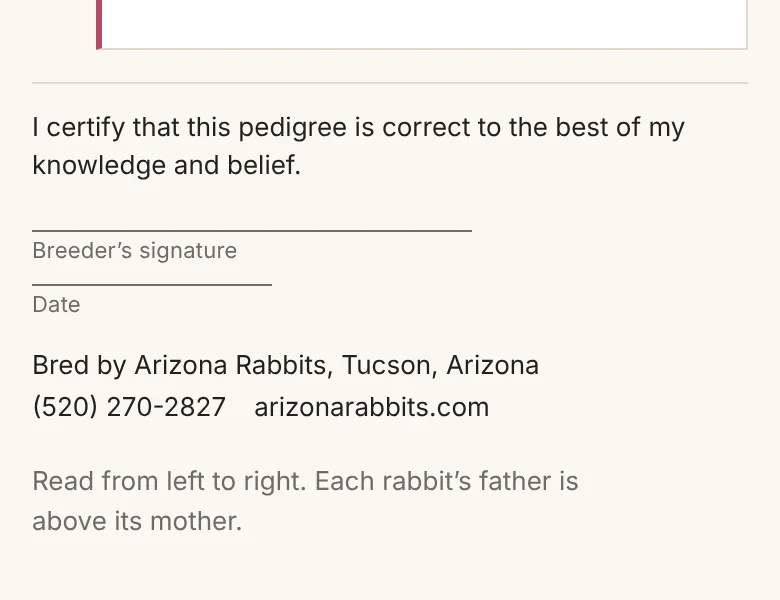 I certify that this pedigree is correct to the best of my
knowledge and belief.
Breeder’s signature
Date
Bred by Arizona Rabbits, Tucson, Arizona
(520) 270-2827 arizonarabbits.com
Read from left to right. Each rabbit’s father is
above its mother.